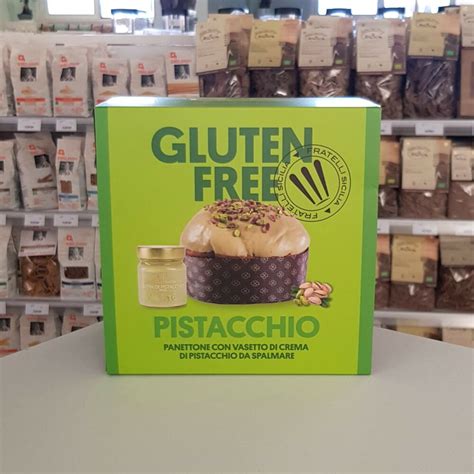 GLUTEN
FREE
FRATELLI SICILIA
FRATELLI SICILIA
PISTACCHIO
PANETTONE CON VASETTO DI CREMA
DI PISTACCHIO DA SPALMARE